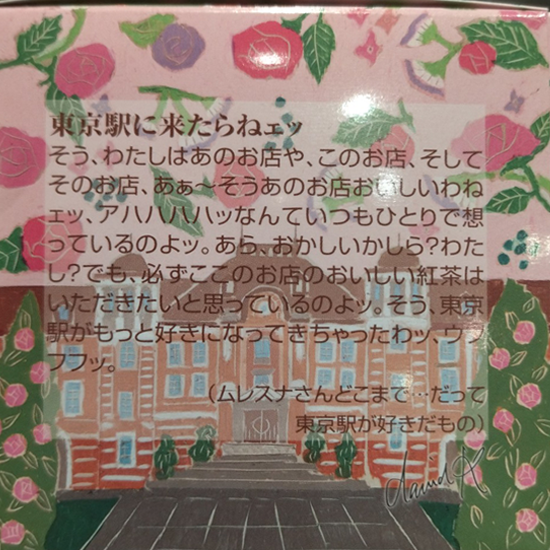 東京駅に来たらねェッ
そう、わたしはあのお店や、このお店、そして
そのお店、あぁ〜そうあのお店おいしいわね
ェッ、アハハハハッなんていつもひとりで想
っているのよッ。あら、おかしいかしら?わた
し?でも、必ずここのお店のおいしい紅茶は
いただきたいと思っているのよッ。そう、東京
駅がもっと好きになってきちゃったわッ、ウフ
フフッ。
(ムレスナさんどこまで…だって
東京駅が好きだもの)